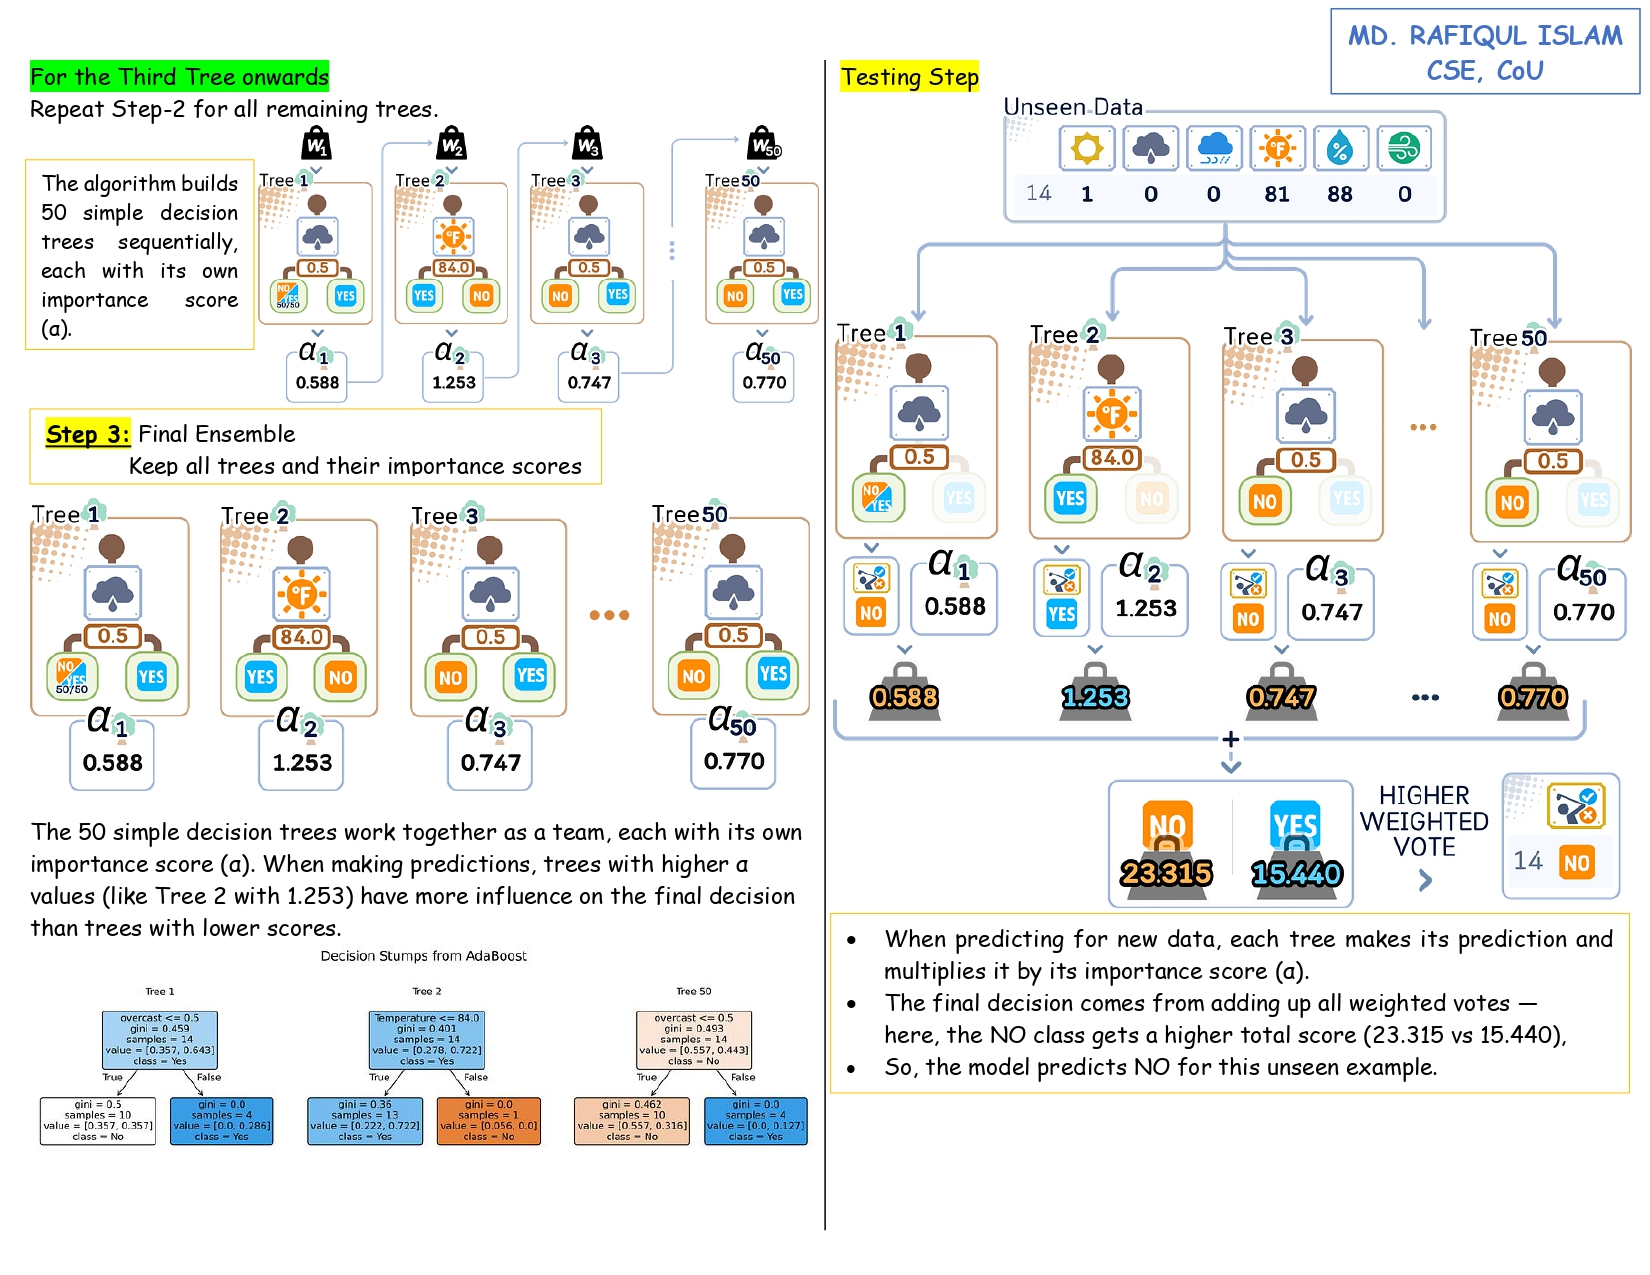 MD. RAFIQUL ISLAM
CSE, CoU
For the Third Tree onwards
Repeat Step-2 for all remaining trees.
The algorithm builds
50 simple decision
trees sequentially,
each with its own
importance score
(α).
W1 W2 W3 W50
Tree 1 Tree 2 Tree 3 Tree 50
°F
0.5 84.0 0.5 0.5
NO YES 50/50 YES YES NO NO YES NO YES
α1 α2 α3 α50
0.588 1.253 0.747 0.770
Step 3: Final Ensemble
Keep all trees and their importance scores
Tree 1 Tree 2 Tree 3 Tree 50
°F
0.5 84.0 0.5 0.5
NO YES 50/50 YES YES NO NO YES NO YES
α1 α2 α3 α50
0.588 1.253 0.747 0.770
The 50 simple decision trees work together as a team, each with its own
importance score (α). When making predictions, trees with higher α
values (like Tree 2 with 1.253) have more influence on the final decision
than trees with lower scores.
Decision Stumps from AdaBoost
Tree 1
overcast <= 0.5
gini = 0.459
samples = 14
value = [0.357, 0.643]
class = Yes
True False
gini = 0.5
samples = 10
value = [0.357, 0.357]
class = No
gini = 0.0
samples = 4
value = [0.0, 0.286]
class = Yes
Tree 2
Temperature <= 84.0
gini = 0.401
samples = 14
value = [0.278, 0.722]
class = Yes
True False
gini = 0.36
samples = 13
value = [0.222, 0.722]
class = Yes
gini = 0.0
samples = 1
value = [0.056, 0.0]
class = No
Tree 50
overcast <= 0.5
gini = 0.493
samples = 14
value = [0.557, 0.443]
class = No
True False
gini = 0.462
samples = 10
value = [0.557, 0.316]
class = No
gini = 0.0
samples = 4
value = [0.0, 0.127]
class = Yes
Testing Step
Unseen Data
°F %
14 1 0 0 81 88 0
Tree 1 Tree 2 Tree 3 Tree 50
°F
0.5 84.0 0.5 0.5
NO YES YES YES NO NO YES NO YES
α1 α2 α3 α50
NO 0.588 YES 1.253 NO 0.747 NO 0.770
0.588 1.253 0.747 ... 0.770
+
NO YES
23.315 15.440
HIGHER
WEIGHTED
VOTE
>
14 NO
• When predicting for new data, each tree makes its prediction and
multiplies it by its importance score (α).
• The final decision comes from adding up all weighted votes —
here, the NO class gets a higher total score (23.315 vs 15.440),
• So, the model predicts NO for this unseen example.